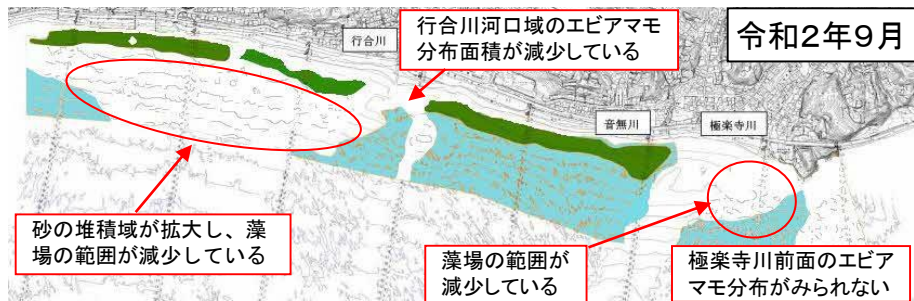 令和2年9月
行合川河口域のエビアマモ
分布面積が減少している
行合川
音無川
極楽寺川
砂の堆積域が拡大し、藻
場の範囲が減少している
藻場の範囲が
減少している
極楽寺川前面のエビア
マモ分布がみられない